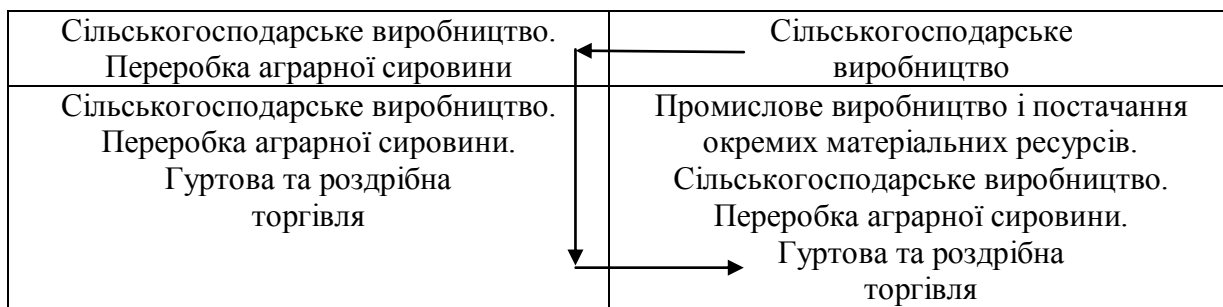 Сільськогосподарське виробництво.
Переробка аграрної сировини
Сільськогосподарське
виробництво
Сільськогосподарське виробництво.
Переробка аграрної сировини.
Гуртова та роздрібна
торгівля
Промислове виробництво і постачання
окремих матеріальних ресурсів.
Сільськогосподарське виробництво.
Переробка аграрної сировини.
Гуртова та роздрібна
торгівля